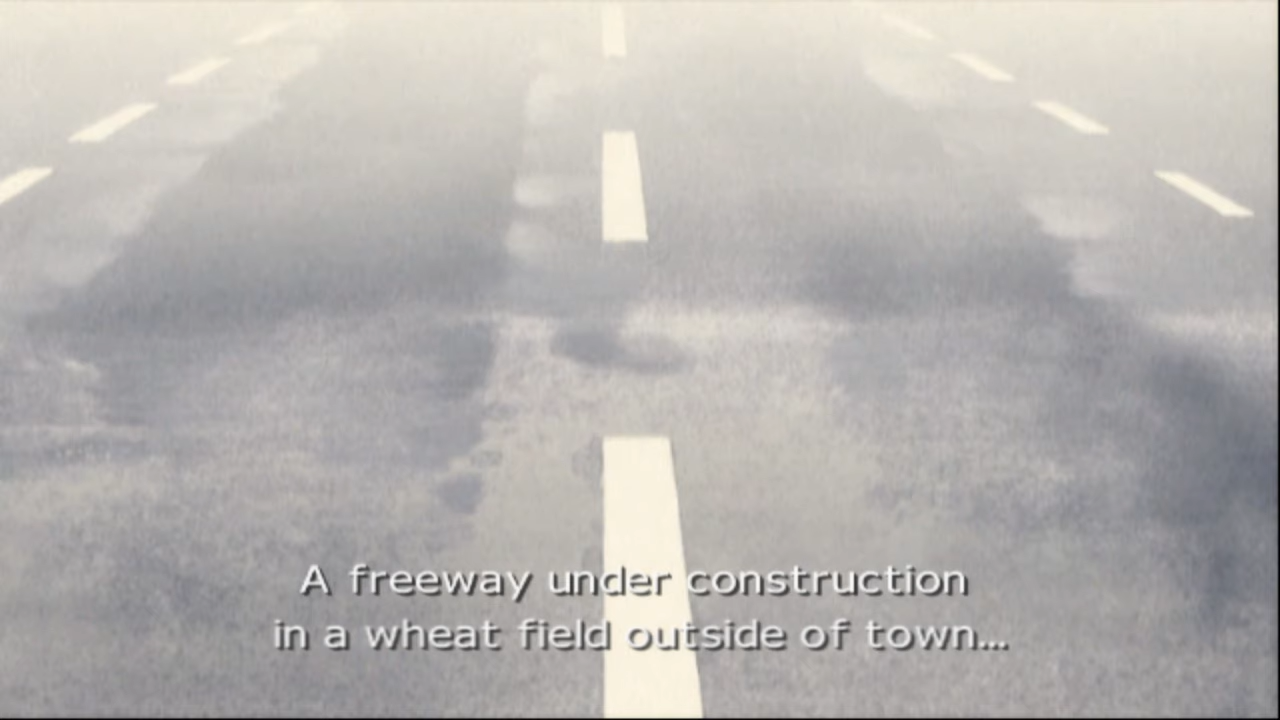 A freeway under construction
in a wheat field outside of town...